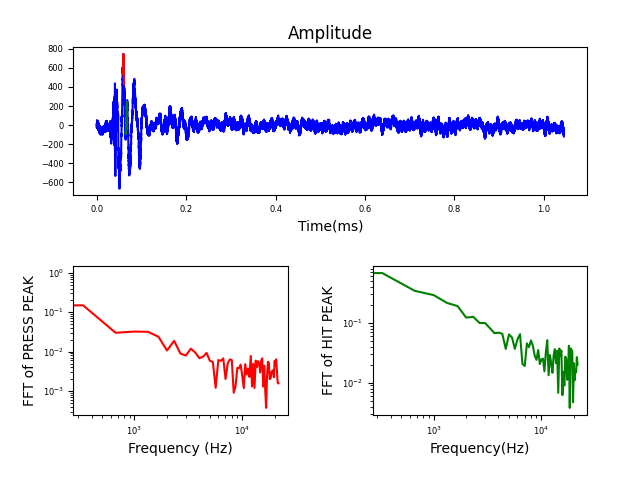 Amplitude
800
600
400
200
0
−200
−400
−600
0.0 0.2 0.4 0.6 0.8 1.0
Time(ms)
FFT of PRESS PEAK
10⁰
10⁻¹
10⁻²
10⁻³
10³ 10⁴
Frequency (Hz)
FFT of HIT PEAK
10⁻¹
10⁻²
10³ 10⁴
Frequency(Hz)